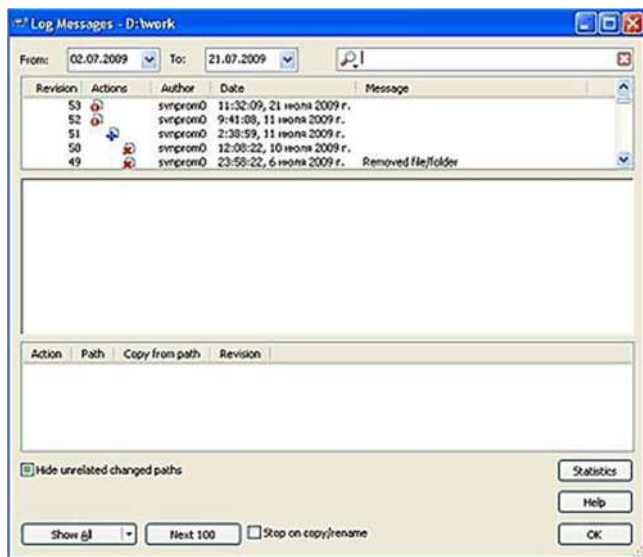 Log Messages - D:\work
From: 02.07.2009 To: 21.07.2009
Revision Actions Author Date Message
53 svnprom0 11:32:09, 21 июля 2009 г.
52 svnprom0 9:41:08, 11 июля 2009 г.
51 svnprom0 2:38:59, 11 июля 2009 г.
50 svnprom0 12:08:22, 10 июля 2009 г.
49 svnprom0 23:58:22, 6 июля 2009 г. Removed file/folder
Action Path Copy from path Revision
Hide unrelated changed paths
Statistics
Help
Show All Next 100 Stop on copy/rename OK